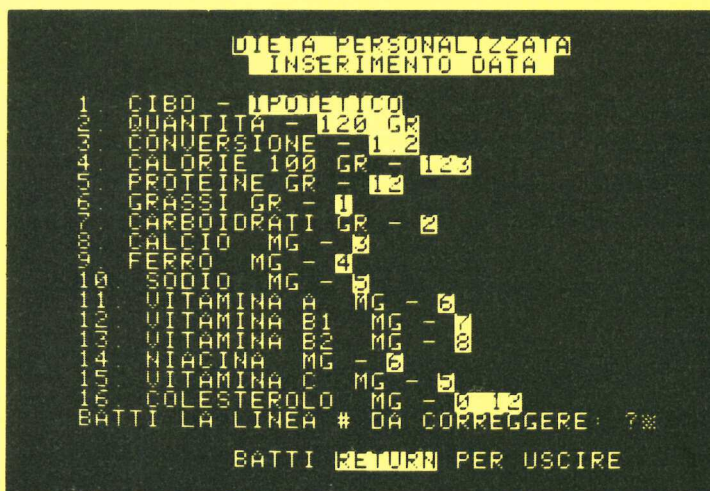 DIETA PERSONALIZZATA
INSERIMENTO DATA
1. CIBO - IPOTETICO
2. QUANTITA - 120 GR
3. CONVERSIONE - 1.2
4. CALORIE 100 GR - 123
5. PROTEINE GR - 12
6. GRASSI GR - 1
7. CARBOIDRATI GR - 2
8. CALCIO MG - 3
9. FERRO MG - 4
10. SODIO MG - 5
11. VITAMINA A MG - 6
12. VITAMINA B1 MG - 7
13. VITAMINA B2 MG - 8
14. NIACINA MG - 6
15. VITAMINA C MG - 5
16. COLESTEROLO MG - 0.12
BATTI LA LINEA # DA CORREGGERE: ?※
BATTI RETURN PER USCIRE